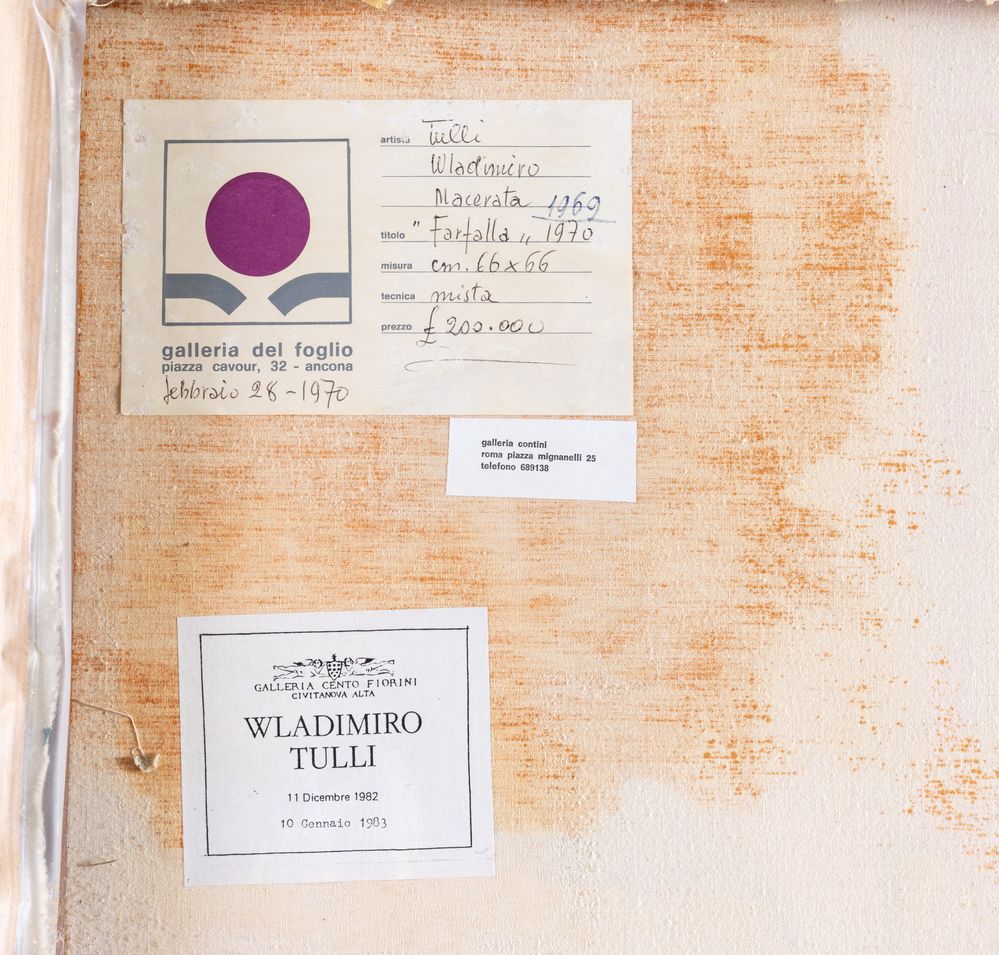 artista Tulli
Wladimiro
Macerata 1969
titolo " Farfalla „ 1970
misura cm. 66x66
tecnica mista
prezzo £ 200.000
galleria del foglio
piazza cavour, 32 - ancona
febbraio 28 - 1970
galleria contini
roma piazza mignanelli 25
telefono 689138
GALLERIA CENTO FIORINI
CIVITANOVA ALTA
WLADIMIRO
TULLI
11 Dicembre 1982
10 Gennaio 1983